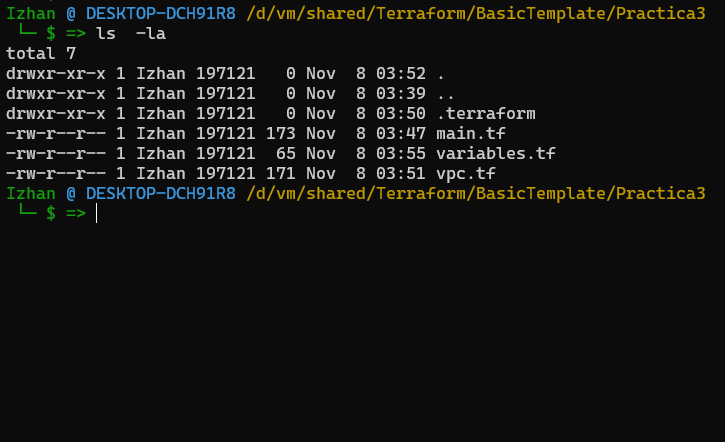 Izhan @ DESKTOP-DCH91R8 /d/vm/shared/Terraform/BasicTemplate/Practica3
└─ $ => ls  -la
total 7
drwxr-xr-x 1 Izhan 197121   0 Nov  8 03:52 .
drwxr-xr-x 1 Izhan 197121   0 Nov  8 03:39 ..
drwxr-xr-x 1 Izhan 197121   0 Nov  8 03:50 .terraform
-rw-r--r-- 1 Izhan 197121 173 Nov  8 03:47 main.tf
-rw-r--r-- 1 Izhan 197121  65 Nov  8 03:55 variables.tf
-rw-r--r-- 1 Izhan 197121 171 Nov  8 03:51 vpc.tf
Izhan @ DESKTOP-DCH91R8 /d/vm/shared/Terraform/BasicTemplate/Practica3
└─ $ =>